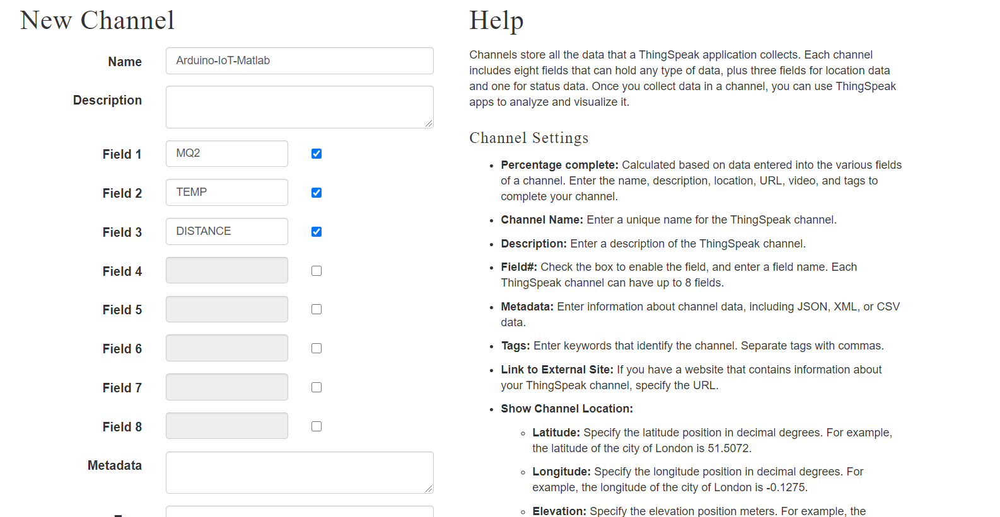 New Channel
Name
Arduino-IoT-Matlab
Description
Field 1
MQ2
Field 2
TEMP
Field 3
DISTANCE
Field 4
Field 5
Field 6
Field 7
Field 8
Metadata
Help
Channels store all the data that a ThingSpeak application collects. Each channel
includes eight fields that can hold any type of data, plus three fields for location data
and one for status data. Once you collect data in a channel, you can use ThingSpeak
apps to analyze and visualize it.
Channel Settings
• Percentage complete: Calculated based on data entered into the various fields
of a channel. Enter the name, description, location, URL, video, and tags to
complete your channel.
• Channel Name: Enter a unique name for the ThingSpeak channel.
• Description: Enter a description of the ThingSpeak channel.
• Field#: Check the box to enable the field, and enter a field name. Each
ThingSpeak channel can have up to 8 fields.
• Metadata: Enter information about channel data, including JSON, XML, or CSV
data.
• Tags: Enter keywords that identify the channel. Separate tags with commas.
• Link to External Site: If you have a website that contains information about
your ThingSpeak channel, specify the URL.
• Show Channel Location:
◦ Latitude: Specify the latitude position in decimal degrees. For example,
the latitude of the city of London is 51.5072.
◦ Longitude: Specify the longitude position in decimal degrees. For
example, the longitude of the city of London is -0.1275.
◦ Elevation: Specify the elevation position meters. For example, the